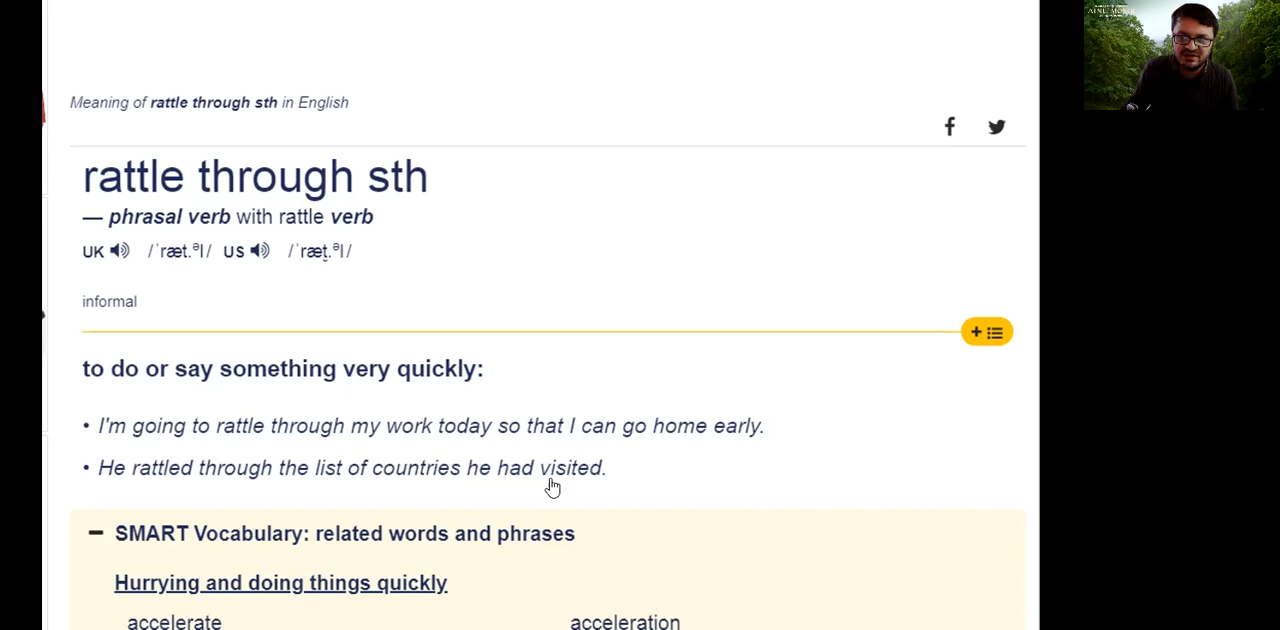 Meaning of rattle through sth in English
rattle through sth
— phrasal verb with rattle verb
UK /ˈræt.ᵊl/ US /ˈræt̬.ᵊl/
informal
to do or say something very quickly:
• I'm going to rattle through my work today so that I can go home early.
• He rattled through the list of countries he had visited.
SMART Vocabulary: related words and phrases
Hurrying and doing things quickly
accelerate acceleration